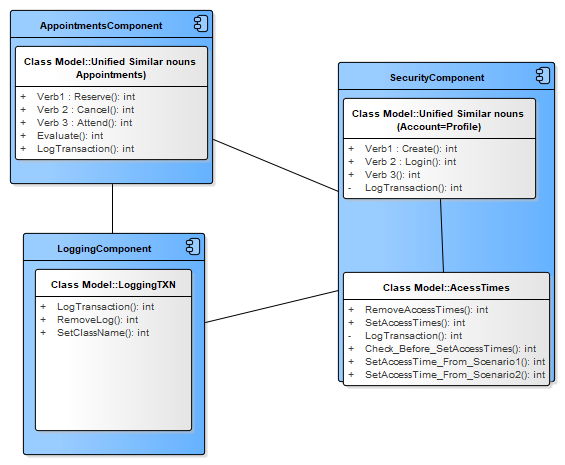 AppointmentsComponent
Class Model::Unified Similar nouns
Appointments)
+ Verb1 : Reserve(): int
+ Verb 2 : Cancel(): int
+ Verb 3 : Attend(): int
+ Evaluate(): int
+ LogTransaction(): int
SecurityComponent
Class Model::Unified Similar nouns
(Account=Profile)
+ Verb1 : Create(): int
+ Verb 2 : Login(): int
+ Verb 3(): int
- LogTransaction(): int
LoggingComponent
Class Model::LoggingTXN
+ LogTransaction(): int
+ RemoveLog(): int
+ SetClassName(): int
Class Model::AcessTimes
+ RemoveAccessTimes(): int
+ SetAccessTimes(): int
- LogTransaction(): int
+ Check_Before_SetAccessTimes(): int
+ SetAccessTime_From_Scenario1(): int
+ SetAccessTime_From_Scenario2(): int